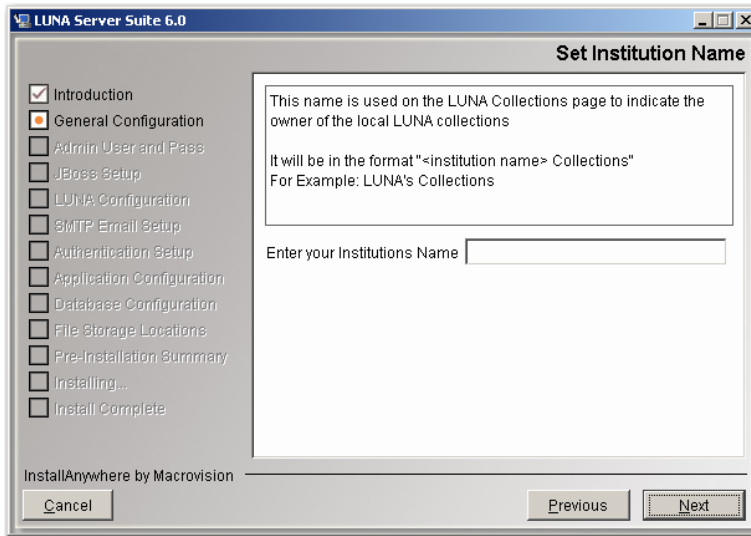 LUNA Server Suite 6.0
Set Institution Name
Introduction
General Configuration
Admin User and Pass
JBoss Setup
LUNA Configuration
SMTP Email Setup
Authentication Setup
Application Configuration
Database Configuration
File Storage Locations
Pre-Installation Summary
Installing...
Install Complete
This name is used on the LUNA Collections page to indicate the
owner of the local LUNA collections
It will be in the format "<institution name> Collections"
For Example: LUNA's Collections
Enter your Institutions Name
InstallAnywhere by Macrovision
Cancel
Previous
Next